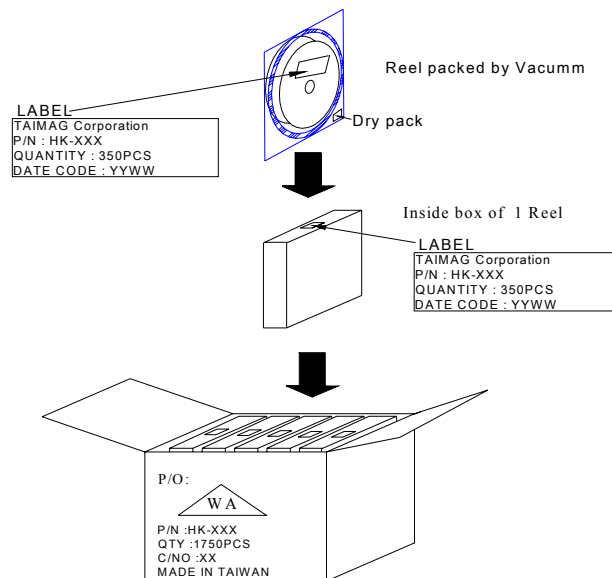 Reel packed by Vacumm
LABEL
TAIMAG Corporation
P/N : HK-XXX
QUANTITY : 350PCS
DATE CODE : YYWW
Dry pack
Inside box of 1 Reel
LABEL
TAIMAG Corporation
P/N : HK-XXX
QUANTITY : 350PCS
DATE CODE : YYWW
P/O:
WA
P/N :HK-XXX
QTY :1750PCS
C/NO :XX
MADE IN TAIWAN